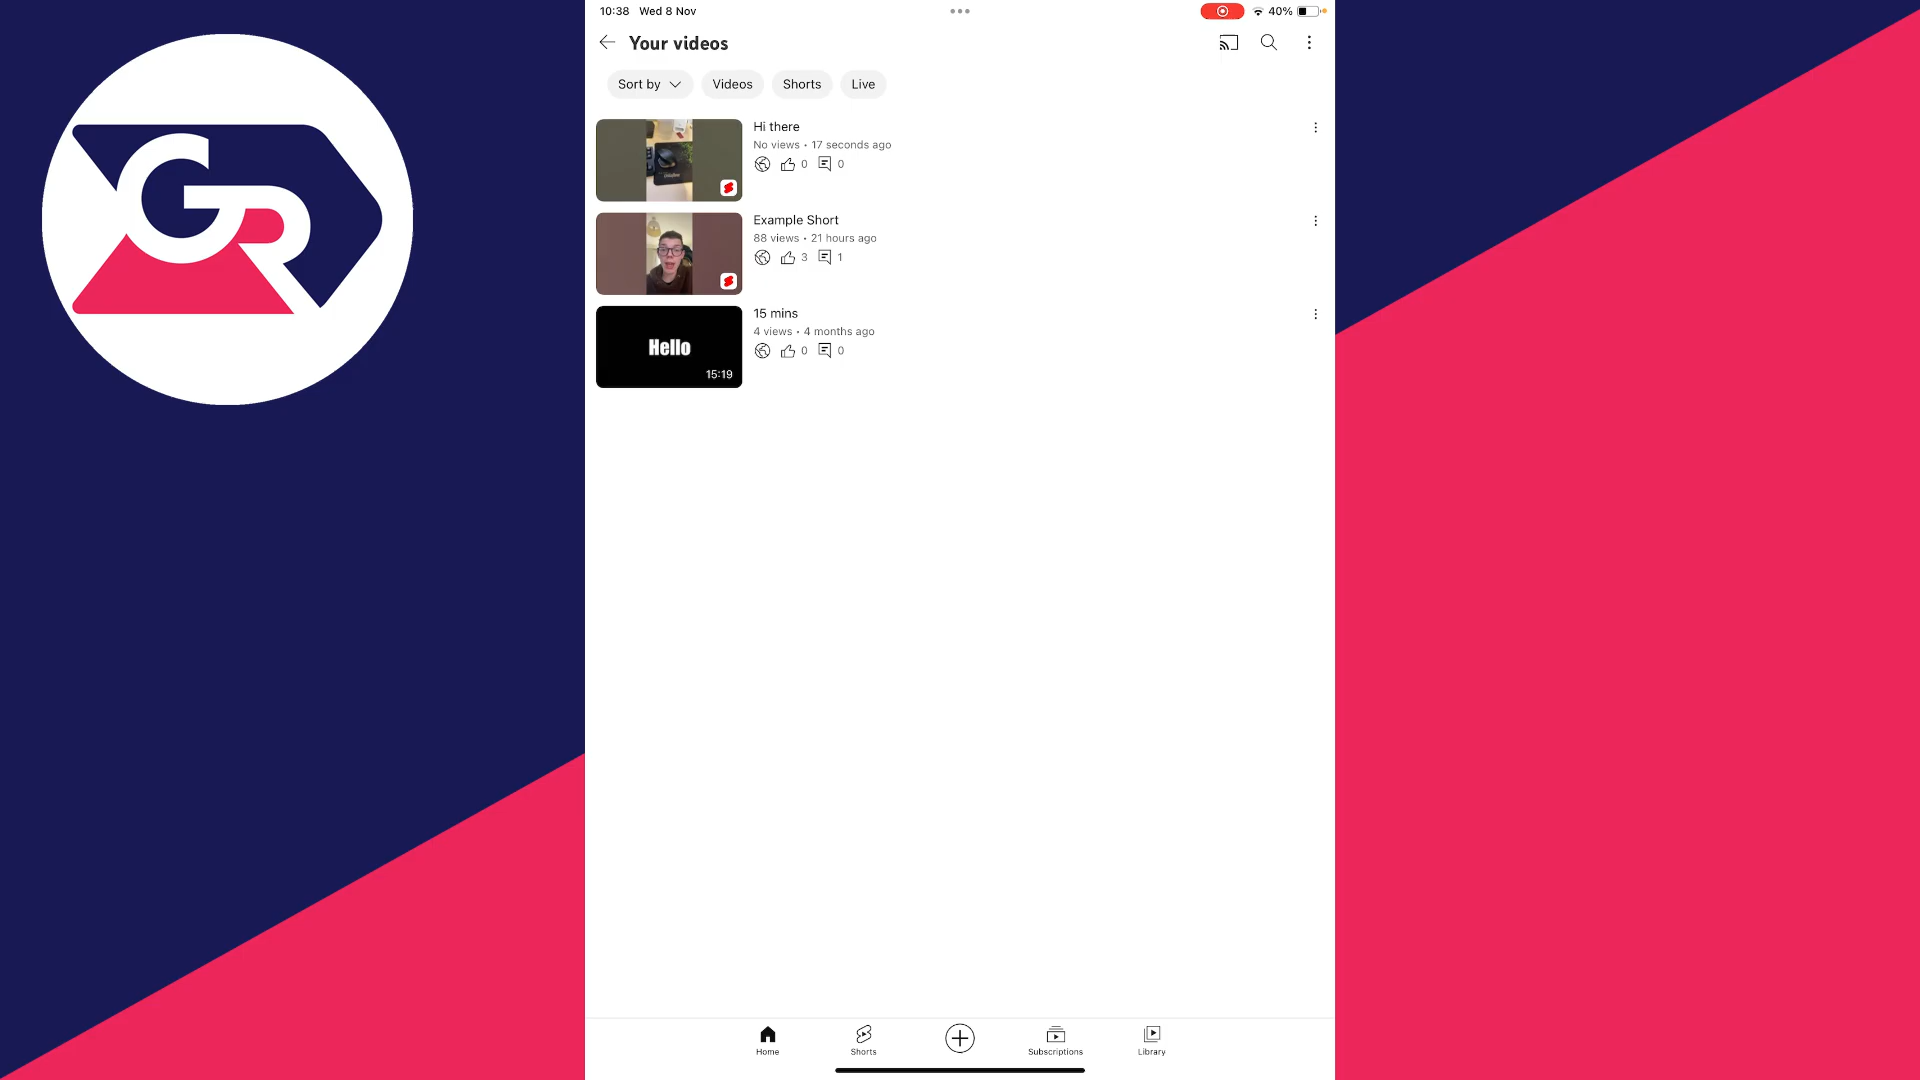 10:38 Wed 8 Nov
40%
Your videos
Sort by
Videos
Shorts
Live
Hi there
No views • 17 seconds ago
0
0
Example Short
88 views • 21 hours ago
3
1
Hello
15:19
15 mins
4 views • 4 months ago
0
0
Home
Shorts
Subscriptions
Library
GR